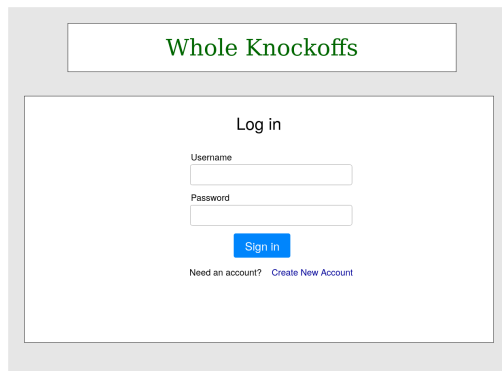 Whole Knockoffs
Log in
Username
Password
Sign in
Need an account? Create New Account